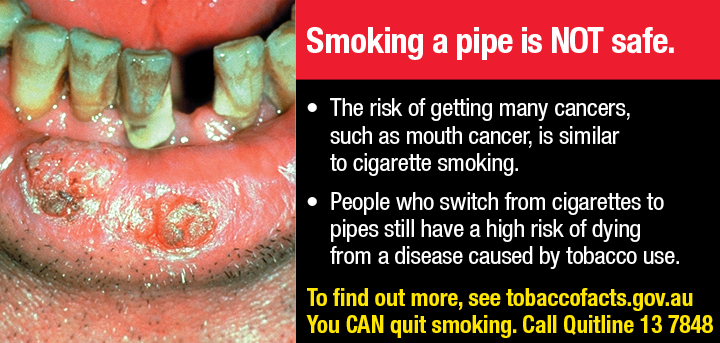 Smoking a pipe is NOT safe.
• The risk of getting many cancers,
such as mouth cancer, is similar
to cigarette smoking.
• People who switch from cigarettes to
pipes still have a high risk of dying
from a disease caused by tobacco use.
To find out more, see tobaccofacts.gov.au
You CAN quit smoking. Call Quitline 13 7848